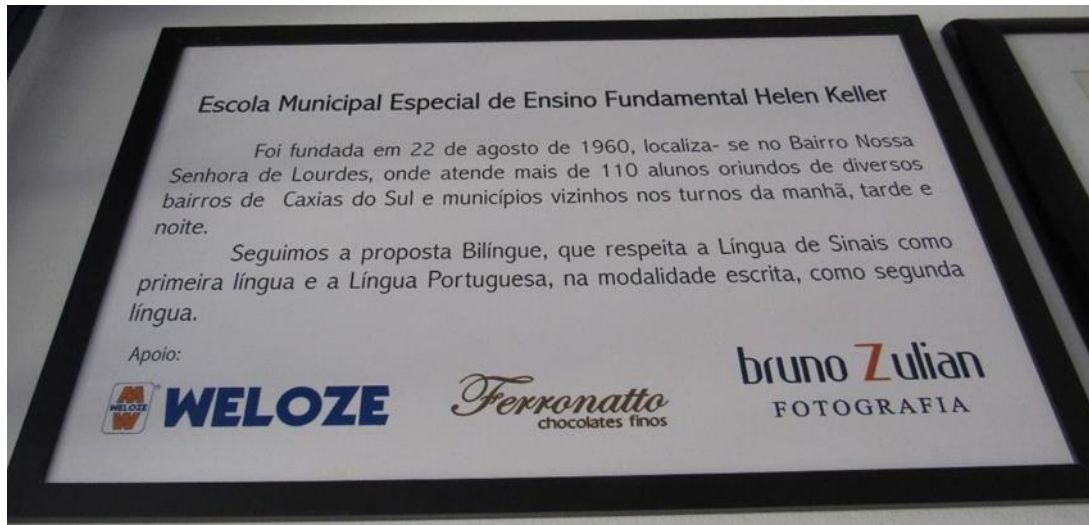 Escola Municipal Especial de Ensino Fundamental Helen Keller
Foi fundada em 22 de agosto de 1960, localiza- se no Bairro Nossa
Senhora de Lourdes, onde atende mais de 110 alunos oriundos de diversos
bairros de Caxias do Sul e municípios vizinhos nos turnos da manhã, tarde e
noite.
Seguimos a proposta Bilíngue, que respeita a Língua de Sinais como
primeira língua e a Língua Portuguesa, na modalidade escrita, como segunda
língua.
Apoio:
WELOZE
WELOZE
Ferronatto
chocolates finos
bruno Zulian
FOTOGRAFIA